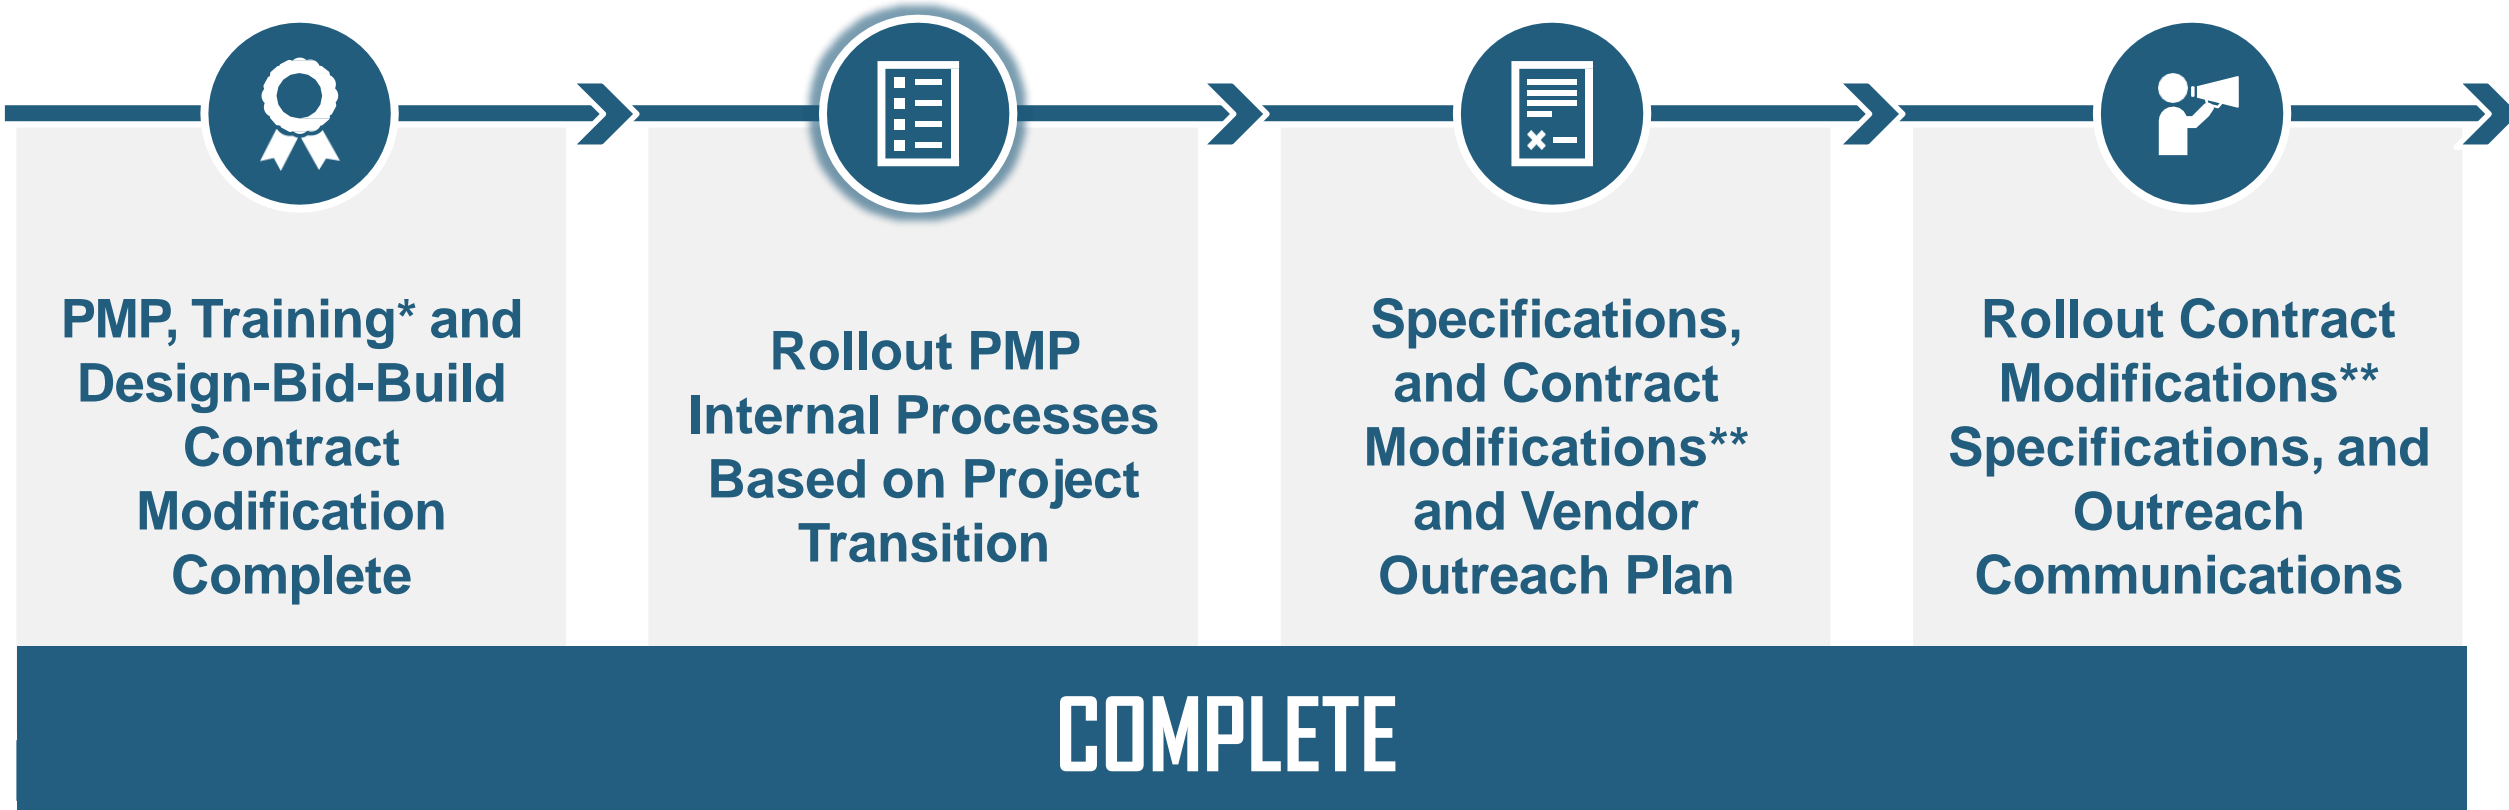 PMP, Training* and
Design-Bid-Build
Contract
Modification
Complete
Rollout PMP
Internal Processes
Based on Project
Transition
Specifications,
and Contract
Modifications**
and Vendor
Outreach Plan
Rollout Contract
Modifications**
Specifications, and
Outreach
Communications
COMPLETE